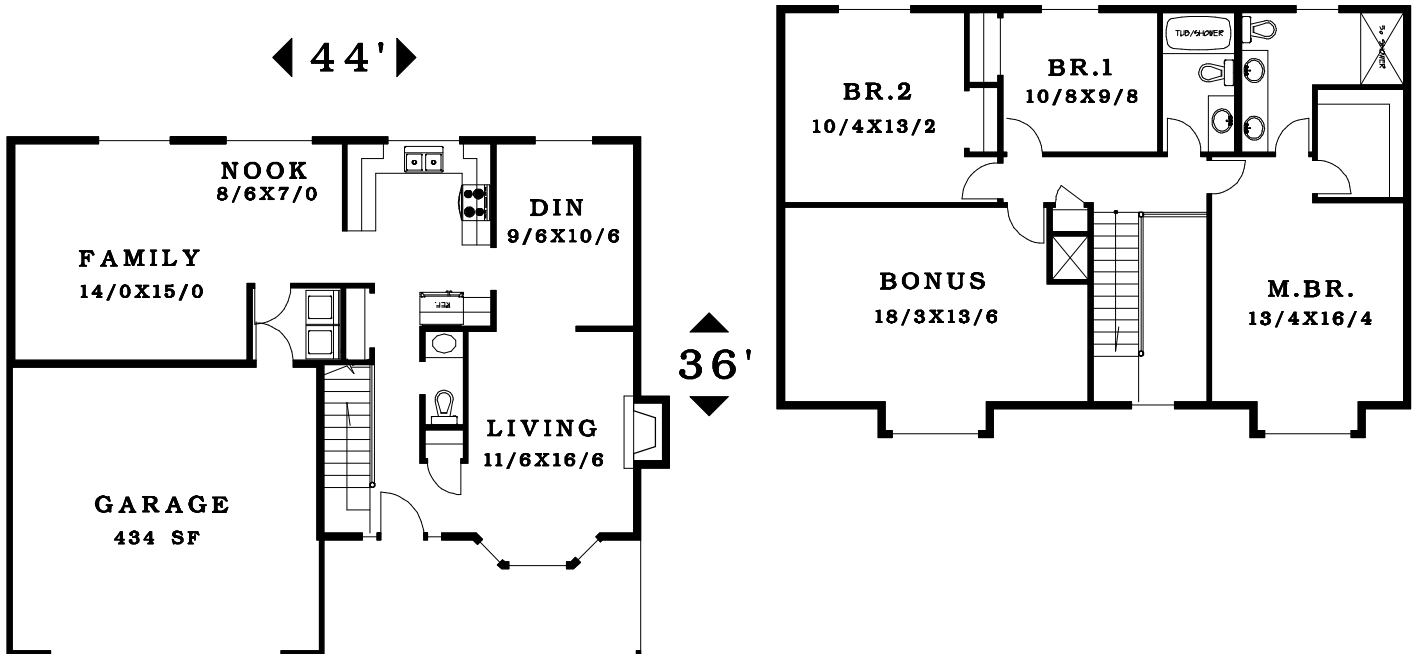 44'
NOOK
8/6X7/0
FAMILY
14/0X15/0
DIN
9/6X10/6
REF.
36'
LIVING
11/6X16/6
GARAGE
434 SF
BR.2
10/4X13/2
BR.1
10/8X9/8
TUB/SHOWER
SHOWER
BONUS
18/3X13/6
M.BR.
13/4X16/4